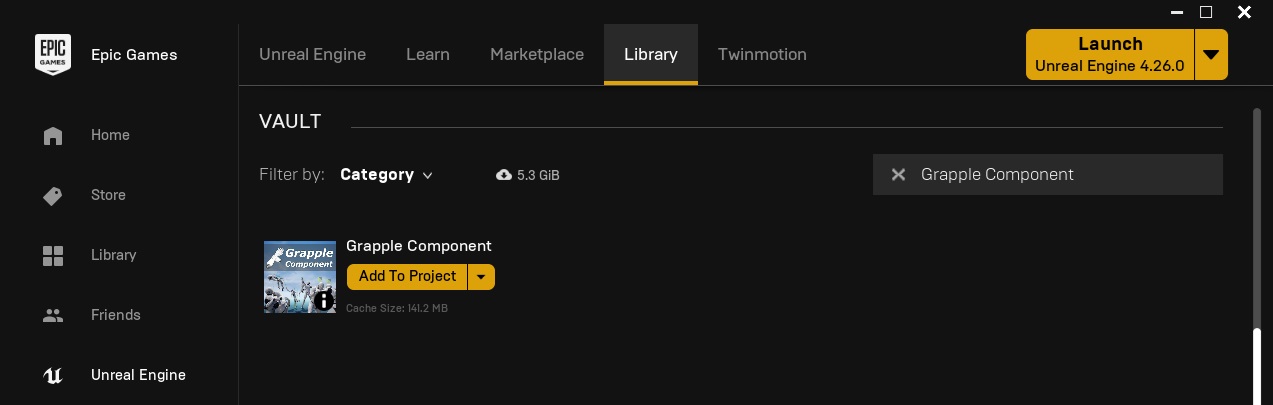 EPIC
GAMES
Epic Games
Unreal Engine
Learn
Marketplace
Library
Twinmotion
Launch
Unreal Engine 4.26.0
Home
Store
Library
Friends
Unreal Engine
VAULT
Filter by:
Category
5.3 GiB
Grapple Component
Grapple
Component
Grapple Component
Add To Project
Cache Size: 141.2 MB